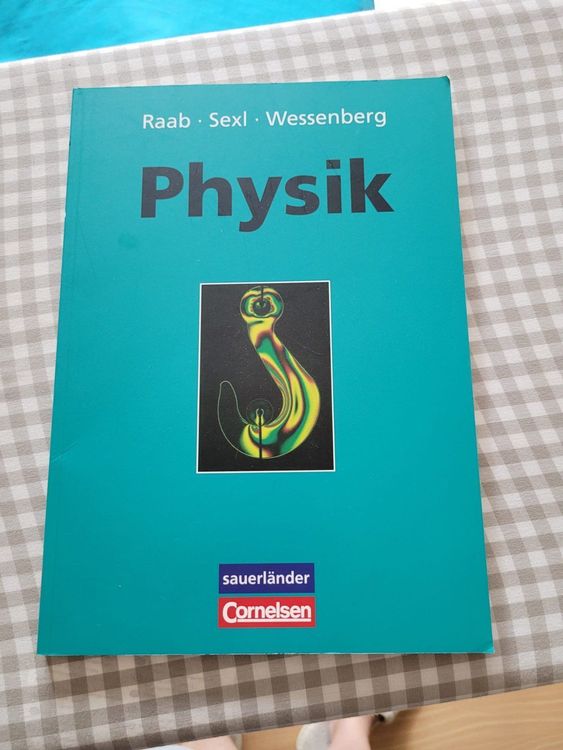 Raab · Sexl · Wessenberg
Physik
sauerländer
Cornelsen